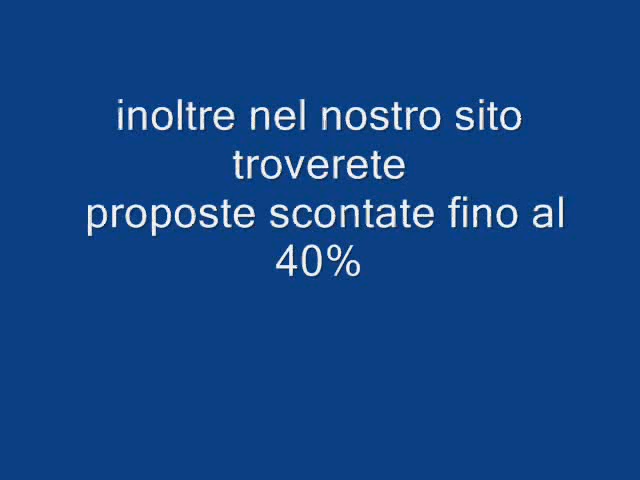 inoltre nel nostro sito
troverete
proposte scontate fino al
40%